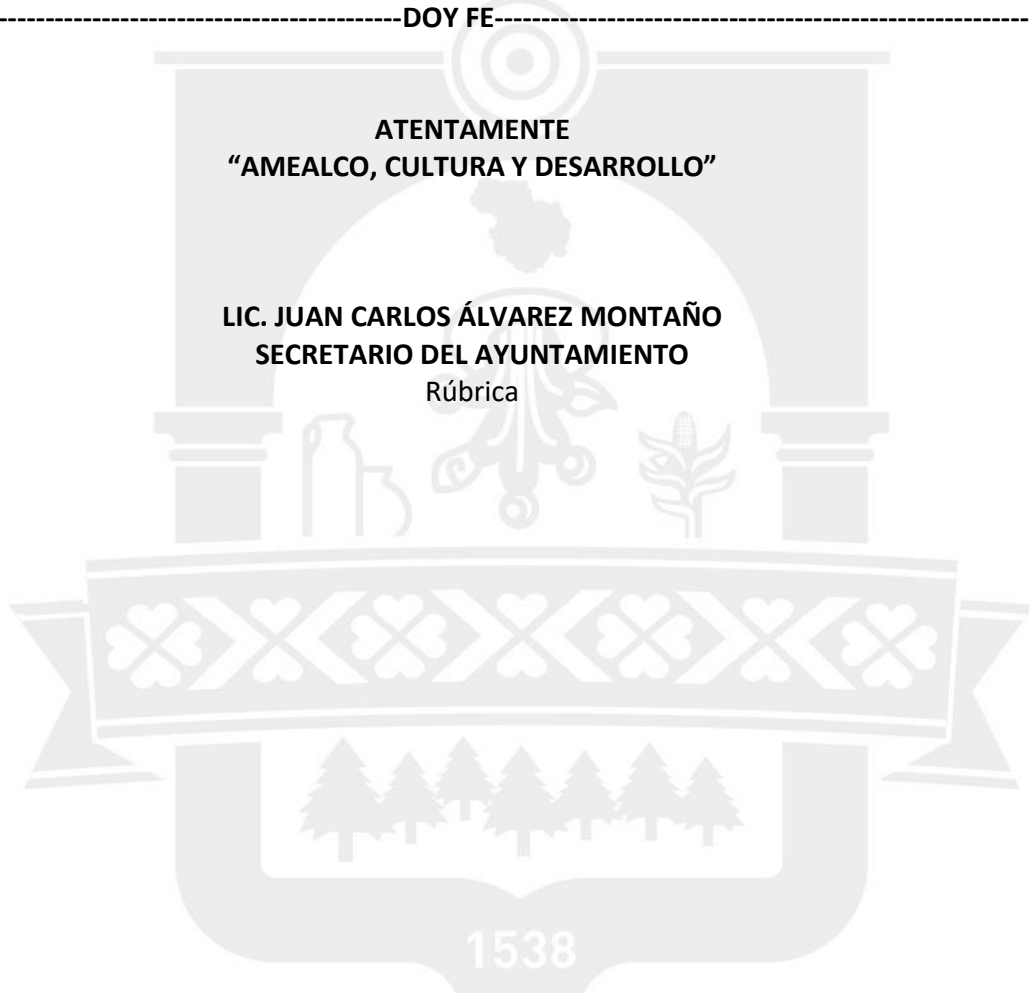 --------------------------------------------DOY FE----------------------------------------------------------
ATENTAMENTE
“AMEALCO, CULTURA Y DESARROLLO”
LIC. JUAN CARLOS ÁLVAREZ MONTAÑO
SECRETARIO DEL AYUNTAMIENTO
Rúbrica
1538